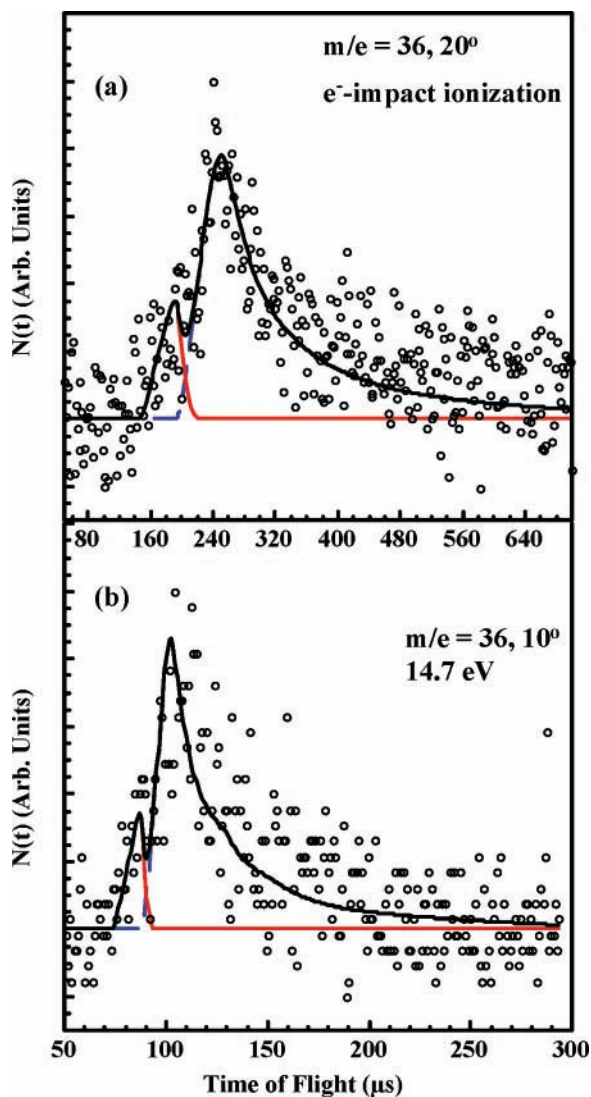 m/e = 36, 20°
(a)
e⁻-impact ionization
N(t) (Arb. Units)
80 160 240 320 400 480 560 640
(b)
m/e = 36, 10°
14.7 eV
N(t) (Arb. Units)
50 100 150 200 250 300
Time of Flight (μs)